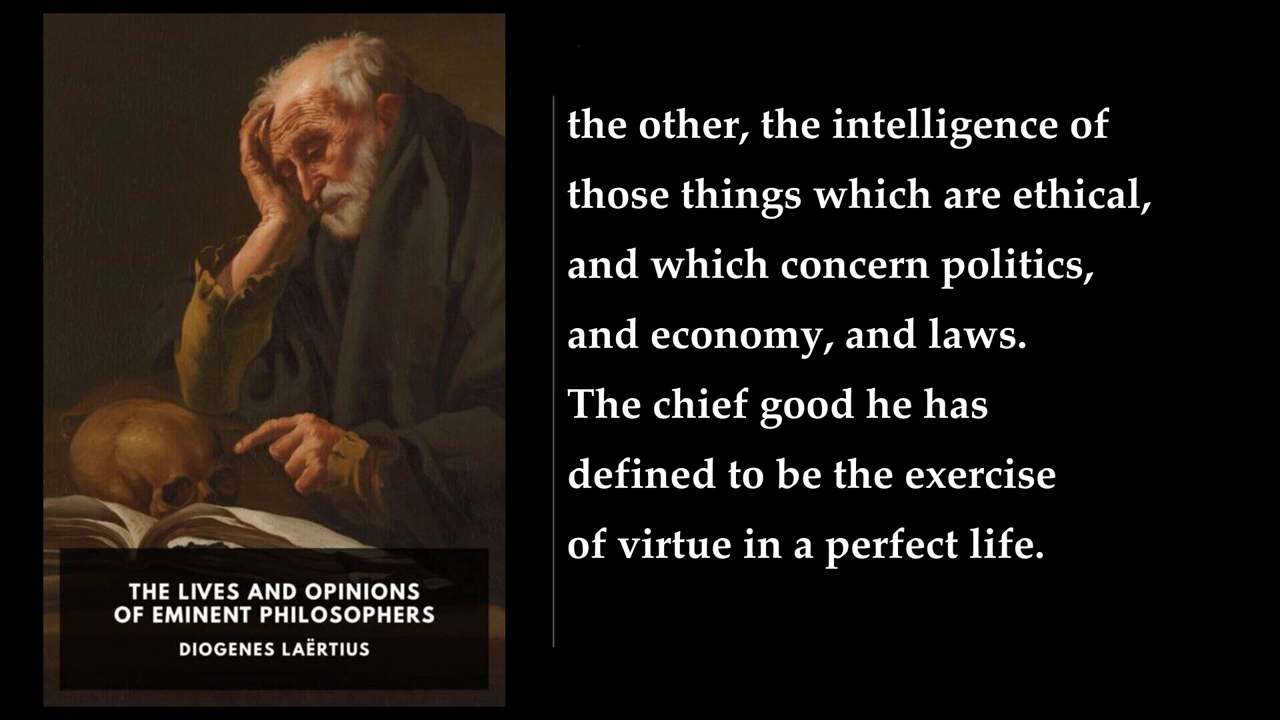 THE LIVES AND OPINIONS
OF EMINENT PHILOSOPHERS
DIOGENES LAËRTIUS
the other, the intelligence of
those things which are ethical,
and which concern politics,
and economy, and laws.
The chief good he has
defined to be the exercise
of virtue in a perfect life.